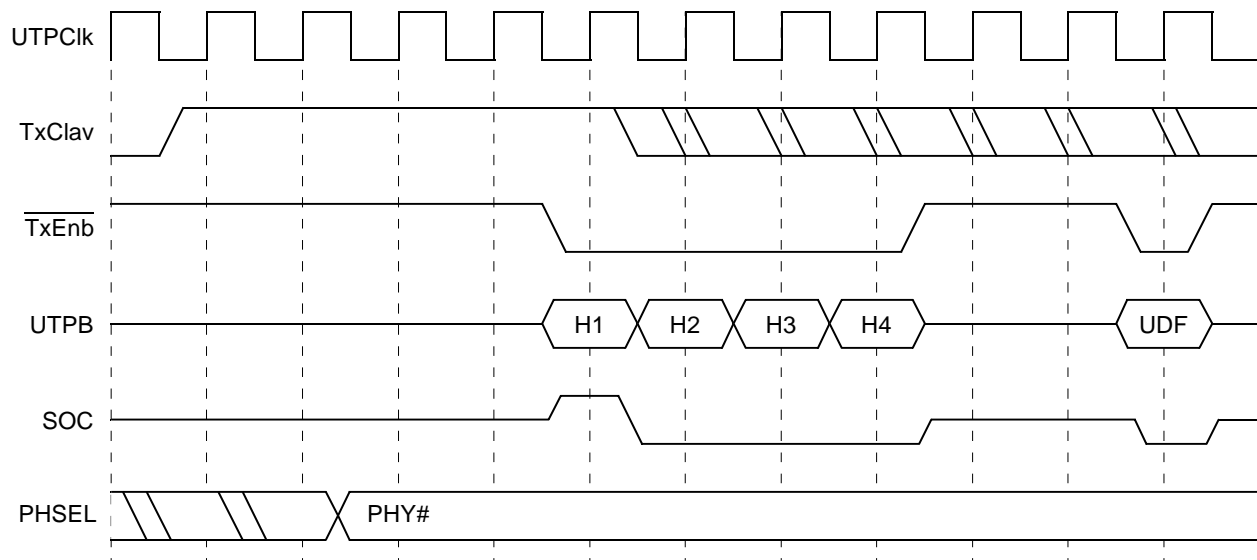 UTPClk
TxClav
TxEnb
UTPB H1 H2 H3 H4 UDF
SOC
PHSEL PHY#